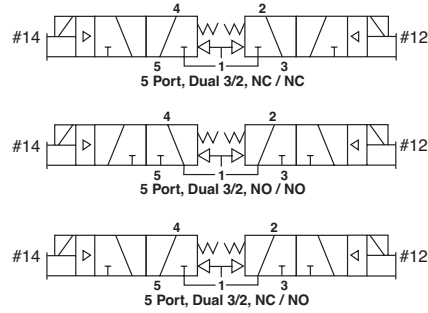 4 2
#14 #12
5 1 3
5 Port, Dual 3/2, NC / NC
4 2
#14 #12
5 1 3
5 Port, Dual 3/2, NO / NO
4 2
#14 #12
5 1 3
5 Port, Dual 3/2, NC / NO